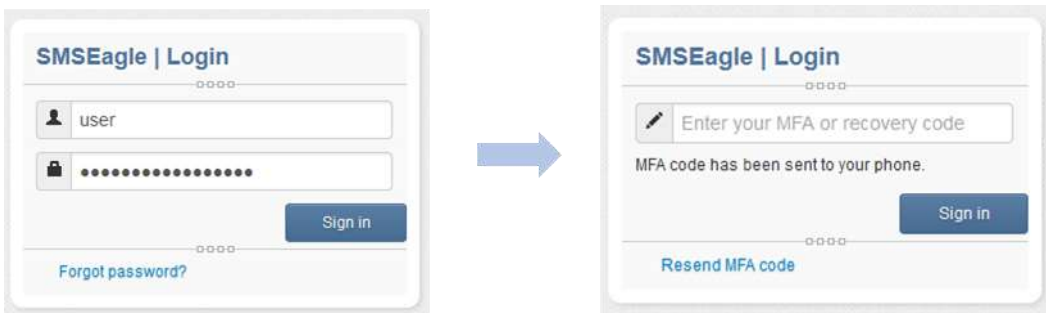 SMSEagle | Login
user
•••••••••••••••••
Sign in
Forgot password?
SMSEagle | Login
Enter your MFA or recovery code
MFA code has been sent to your phone.
Sign in
Resend MFA code